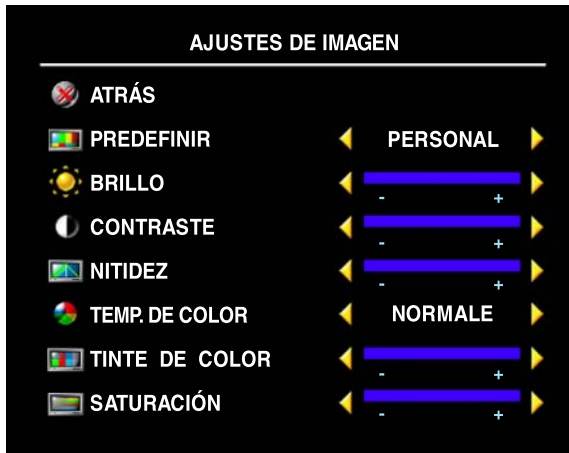 AJUSTES DE IMAGEN
ATRÁS
PREDEFINIR PERSONAL
BRILLO
- +
CONTRASTE
- +
NITIDEZ
- +
TEMP. DE COLOR NORMALE
TINTE DE COLOR
- +
SATURACIÓN
- +